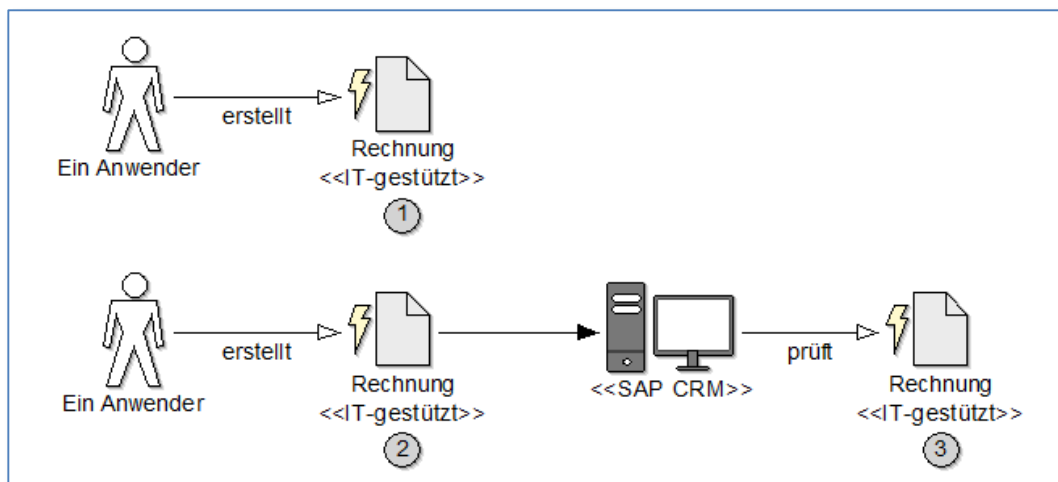 erstellt
Ein Anwender
Rechnung
<<IT-gestützt>>
1
erstellt
prüft
Ein Anwender
Rechnung
<<IT-gestützt>>
2
<<SAP CRM>>
Rechnung
<<IT-gestützt>>
3